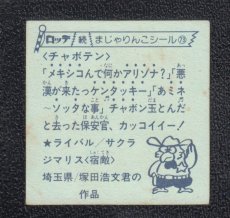 ロッテ 続 まじゃりんこシール⑲
<チャボテン>
「メキシコんで何かアリゾナ?」「悪
漢が来たっケンタッキー」「あミネ
〜ソッタな事」チャボン玉とんだ
と去った保安官、カッコイイー!
★ライバル/サクラ
ジマリス<宿敵>
埼玉県/塚田浩文君の
作品